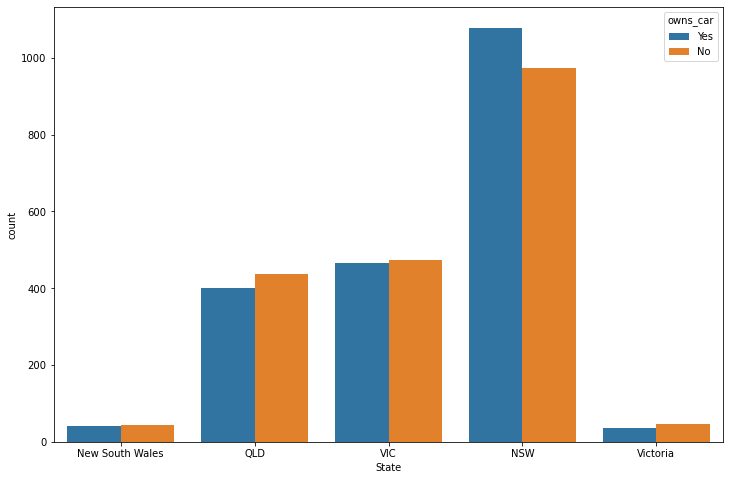 owns_car
Yes
No
1000
800
600
400
200
0
count
New South Wales QLD VIC NSW Victoria
State